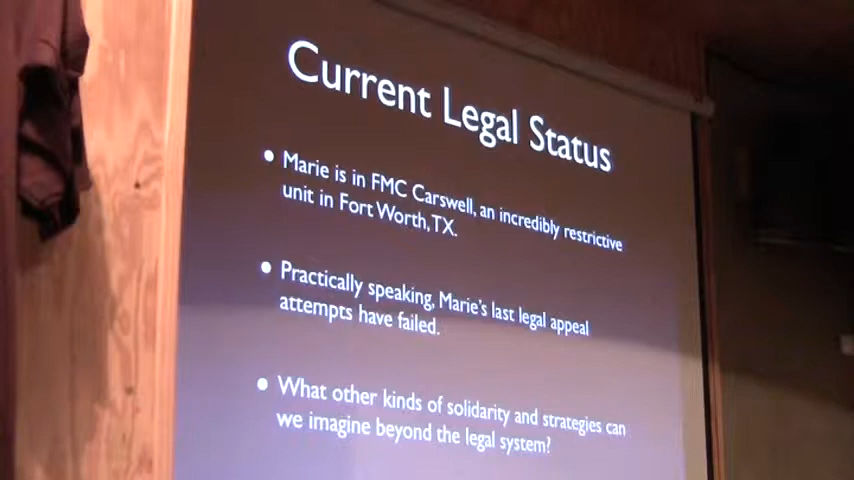 Current Legal Status
• Marie is in FMC Carswell, an incredibly restrictive
unit in Fort Worth, TX.
• Practically speaking, Marie's last legal appeal
attempts have failed.
• What other kinds of solidarity and strategies can
we imagine beyond the legal system?